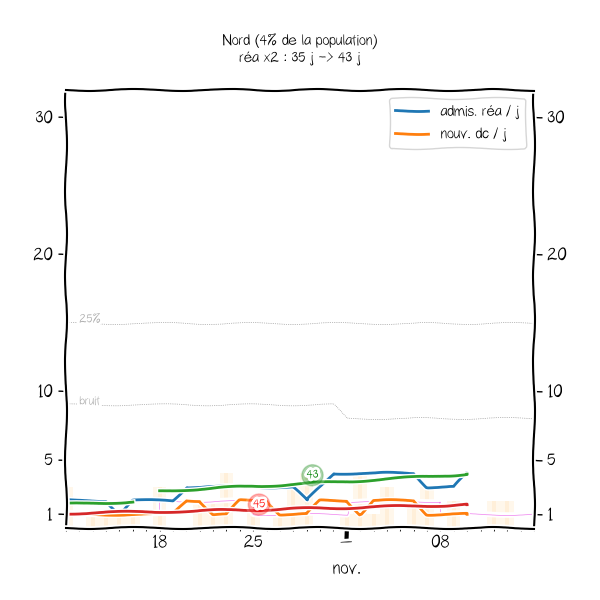 Nord (4% de la population)
réa x2 : 35 j -> 43 j
admis. réa / j
nouv. dc / j
30
30
20
20
25%
10
10
bruit
5
5
43
45
1
1
18
25
1
08
nov.